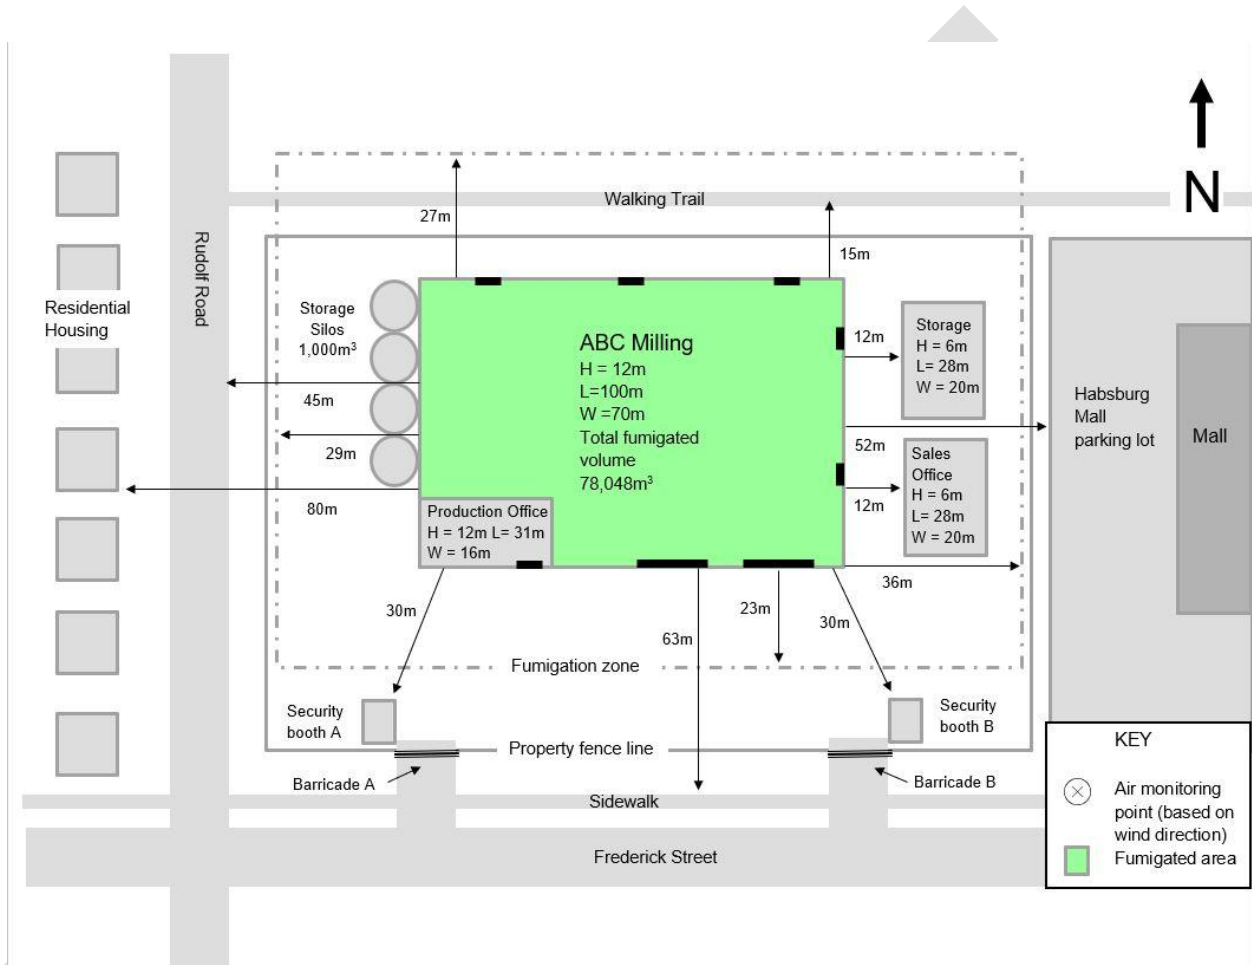 N
Walking Trail
27m
15m
Rudolf Road
Residential
Housing
Storage
Silos
1,000m³
ABC Milling
H = 12m
L=100m
W =70m
Total fumigated
volume
78,048m³
12m
Storage
H = 6m
L= 28m
W = 20m
45m
29m
80m
52m
Habsburg
Mall
parking lot
Mall
Sales
Office
H = 6m
L= 28m
W = 20m
12m
Production Office
H = 12m L= 31m
W = 16m
36m
30m
63m
23m
30m
Fumigation zone
Security
booth A
Security
booth B
Property fence line
Barricade A
Barricade B
Sidewalk
Frederick Street
KEY
Air monitoring
point (based on
wind direction)
Fumigated area